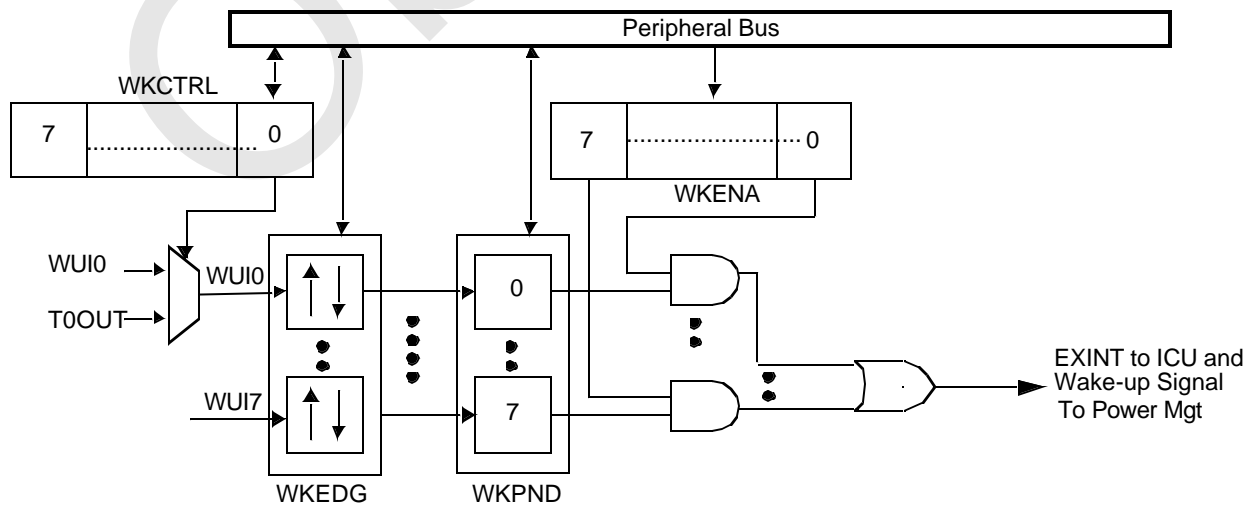 Peripheral Bus
WKCTRL
7 0
7 0
WKENA
WUI0
WUI0
T0OUT
0
WUI7
7
EXINT to ICU and
Wake-up Signal
To Power Mgt
WKEDG
WKPND